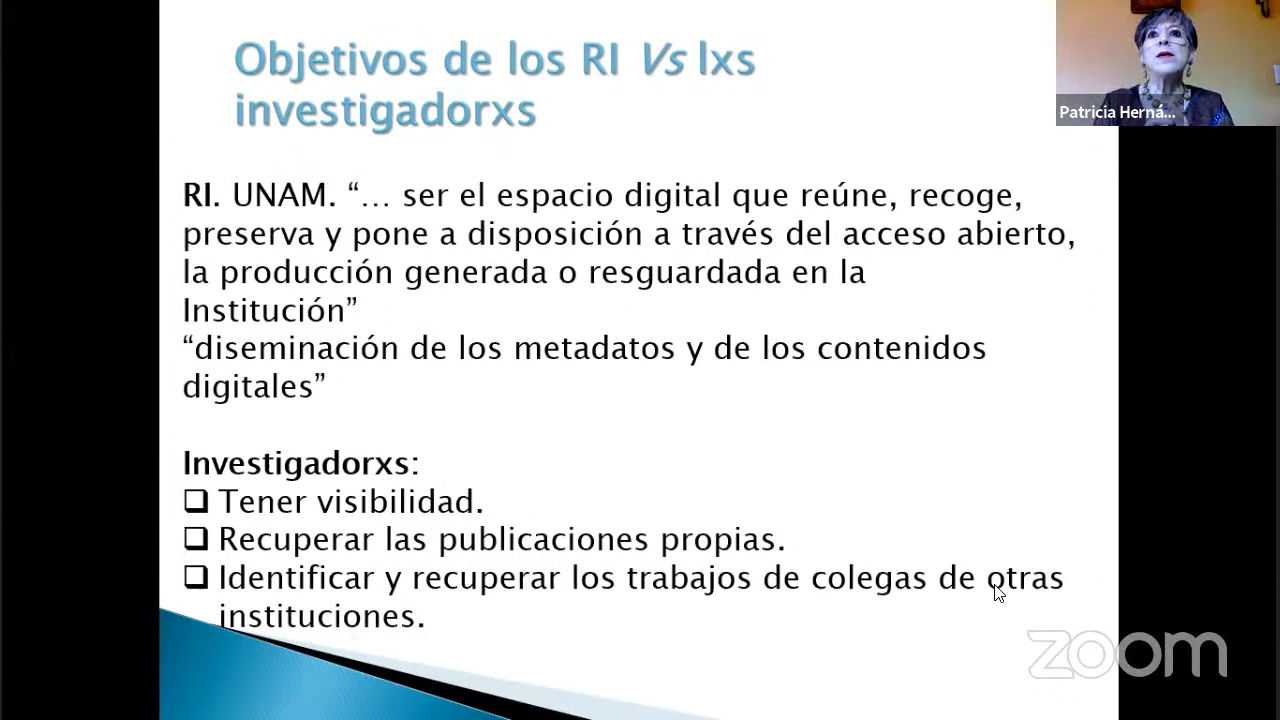 Objetivos de los RI Vs lxs
investigadorxs
Patricia Herná...
RI. UNAM. “... ser el espacio digital que reúne, recoge,
preserva y pone a disposición a través del acceso abierto,
la producción generada o resguardada en la
Institución”
“diseminación de los metadatos y de los contenidos
digitales”
Investigadorxs:
❑ Tener visibilidad.
❑ Recuperar las publicaciones propias.
❑ Identificar y recuperar los trabajos de colegas de otras
instituciones.
zoom